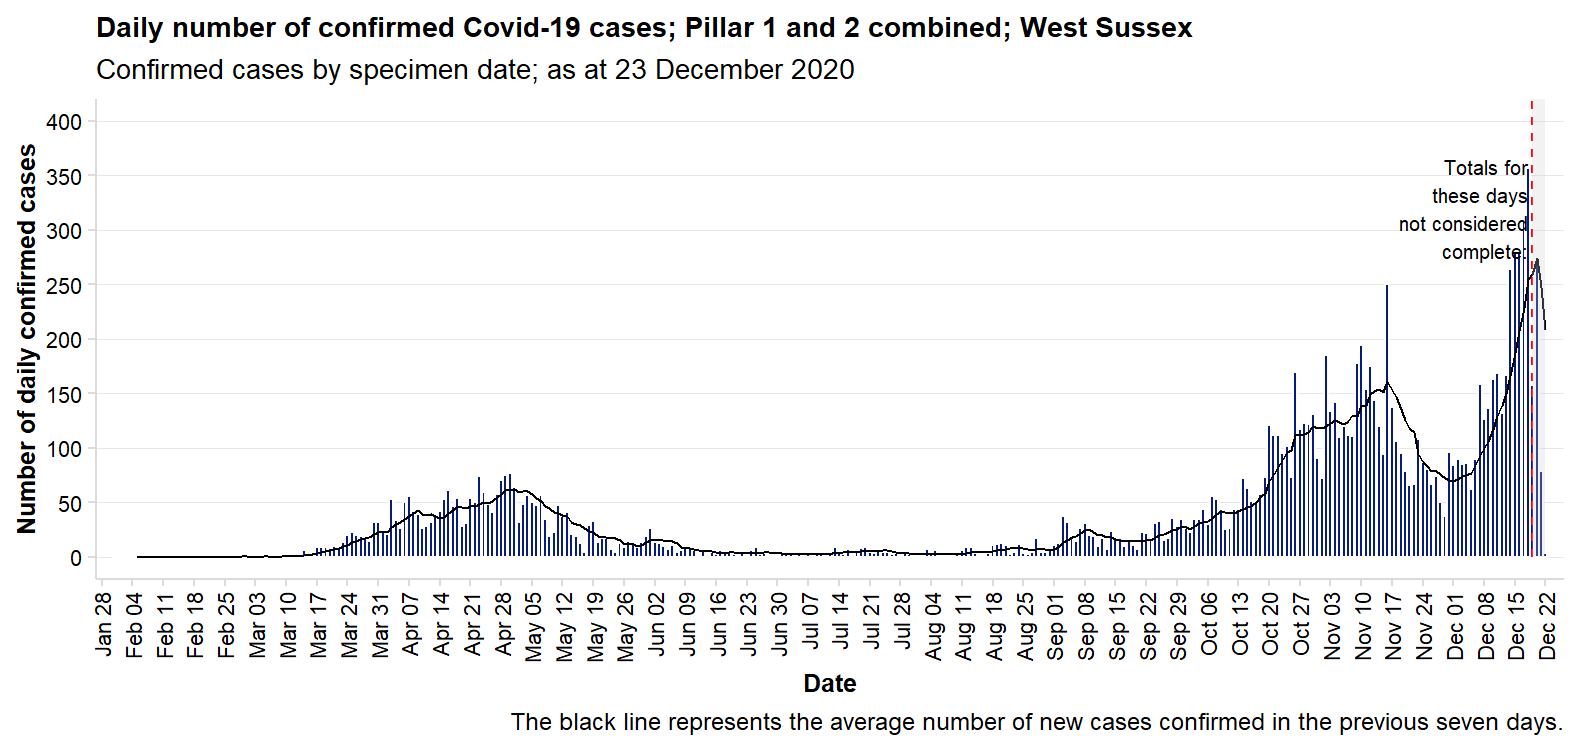 Daily number of confirmed Covid-19 cases; Pillar 1 and 2 combined; West Sussex
Confirmed cases by specimen date; as at 23 December 2020
Number of daily confirmed cases
400
350
300
250
200
150
100
50
0
Totals for
these days
not considered
complete.
Jan 28
Feb 04
Feb 11
Feb 18
Feb 25
Mar 03
Mar 10
Mar 17
Mar 24
Mar 31
Apr 07
Apr 14
Apr 21
Apr 28
May 05
May 12
May 19
May 26
Jun 02
Jun 09
Jun 16
Jun 23
Jun 30
Jul 07
Jul 14
Jul 21
Jul 28
Aug 04
Aug 11
Aug 18
Aug 25
Sep 01
Sep 08
Sep 15
Sep 22
Sep 29
Oct 06
Oct 13
Oct 20
Oct 27
Nov 03
Nov 10
Nov 17
Nov 24
Dec 01
Dec 08
Dec 15
Dec 22
Date
The black line represents the average number of new cases confirmed in the previous seven days.